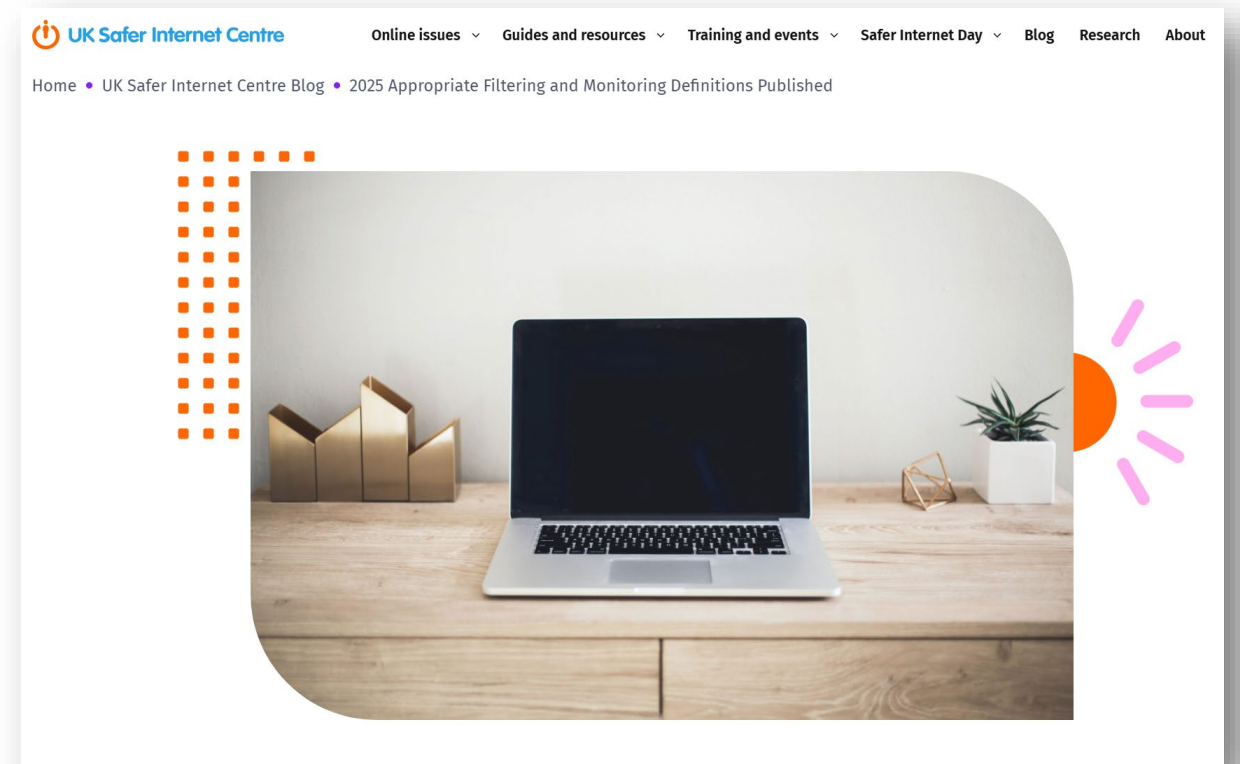 UK Safer Internet Centre Online issues Guides and resources Training and events Safer Internet Day Blog Research About
Home • UK Safer Internet Centre Blog • 2025 Appropriate Filtering and Monitoring Definitions Published